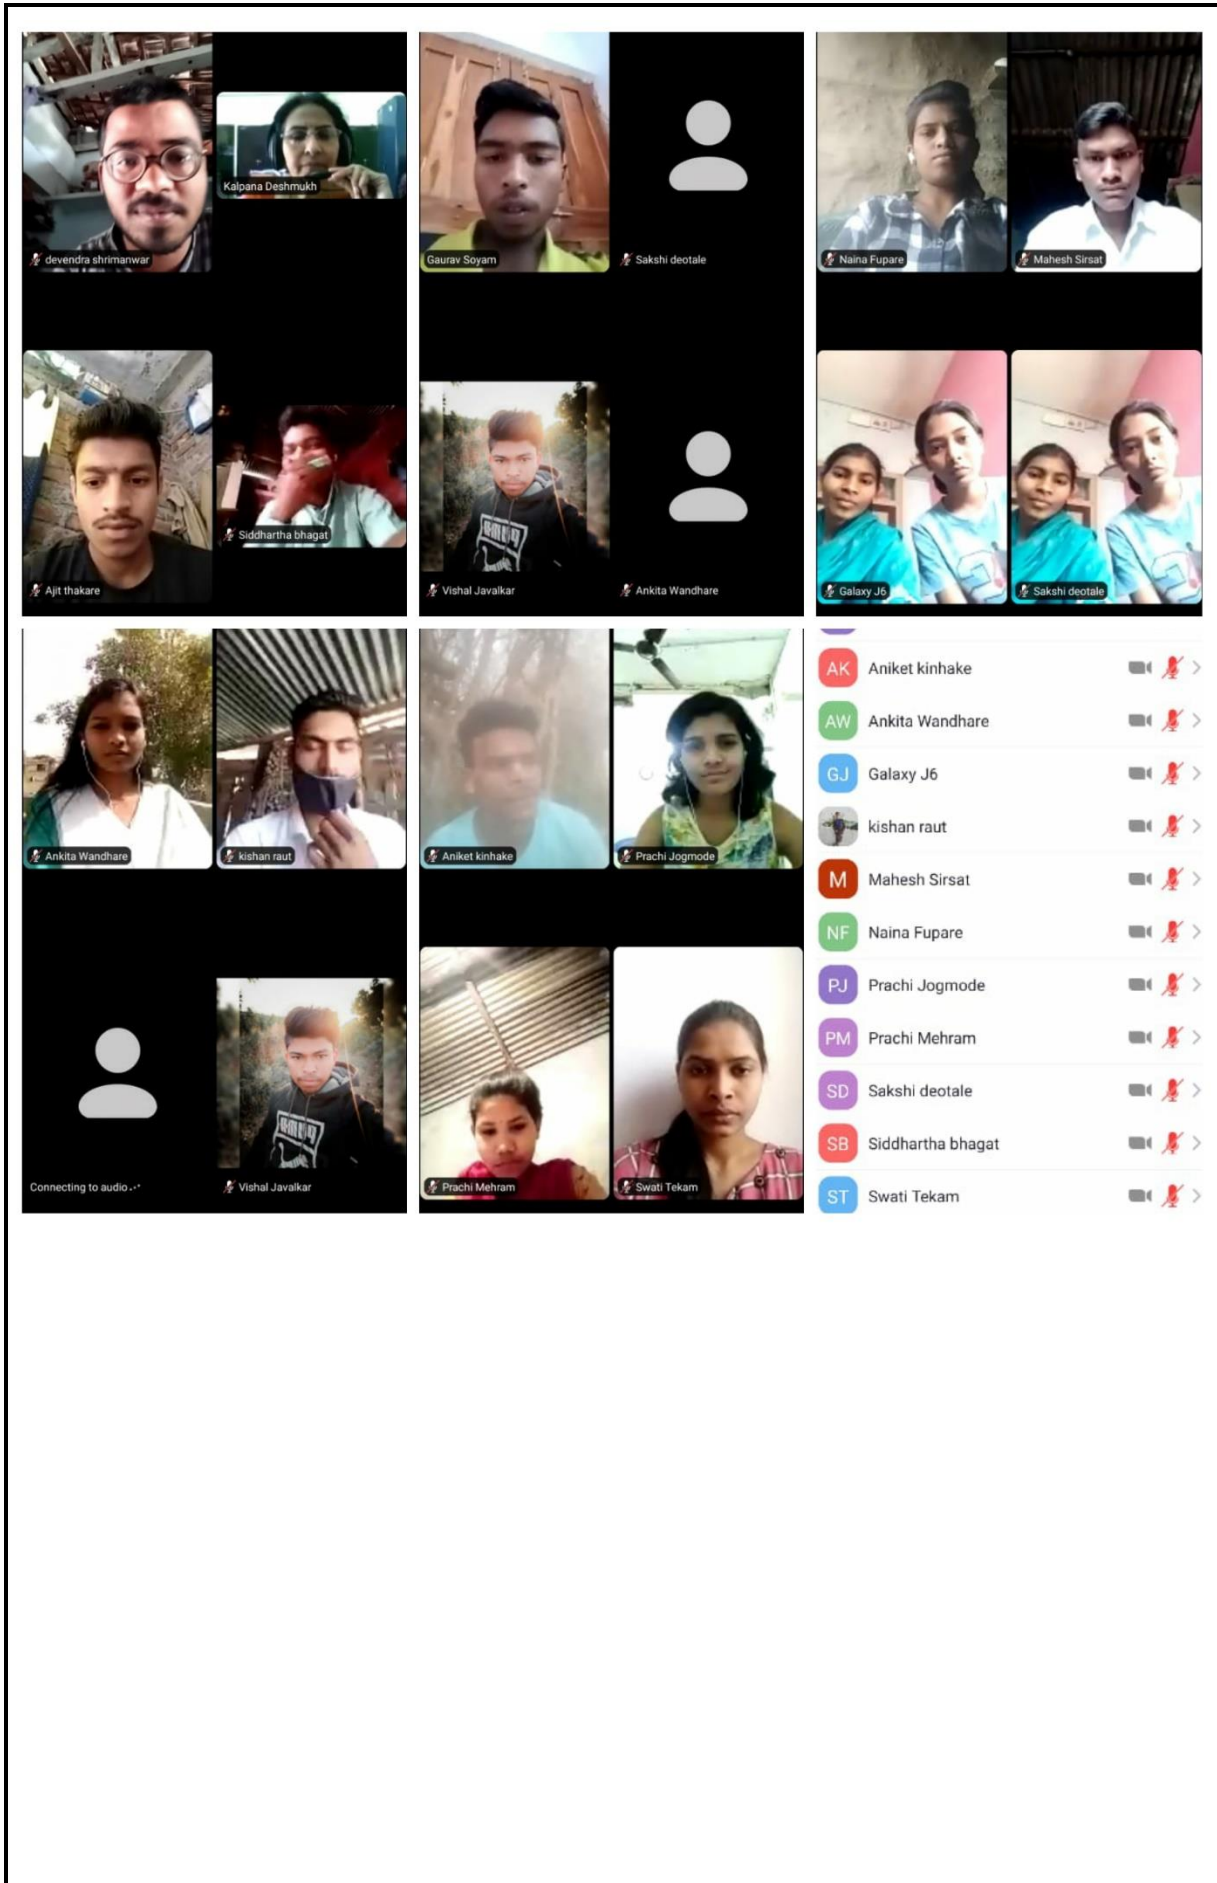 devendra shrimanwar
Kalpana Deshmukh
Ajit thakare
Siddhartha bhagat
Gaurav Soyam
Sakshi deotale
Vishal Javalkar
Ankita Wandhare
Naina Fupare
Mahesh Sirsat
Galaxy J6
Sakshi deotale
Ankita Wandhare
kishan raut
Connecting to audio
Vishal Javalkar
Aniket kinhake
Prachi Jogmode
Prachi Mehram
Swati Tekam
AK Aniket kinhake
AW Ankita Wandhare
GJ Galaxy J6
kishan raut
M Mahesh Sirsat
NF Naina Fupare
PJ Prachi Jogmode
PM Prachi Mehram
SD Sakshi deotale
SB Siddhartha bhagat
ST Swati Tekam